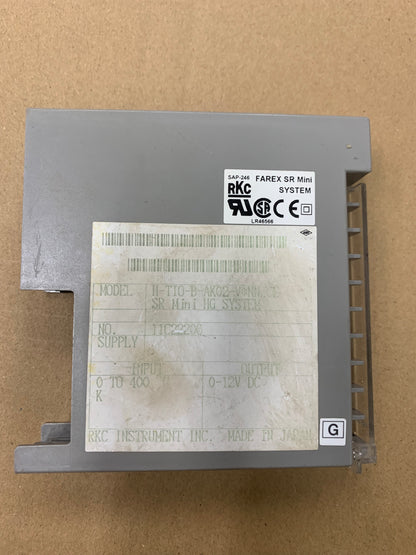 SAP-246 FAREX SR Mini
RKC SYSTEM
LR46566
MODEL
SR Mini HG SYSTEM
NO. 11C22200
SUPPLY
INPUT OUTPUT
0 TO 400 0-12V DC
K
RKC INSTRUMENT INC. MADE IN JAPAN
G